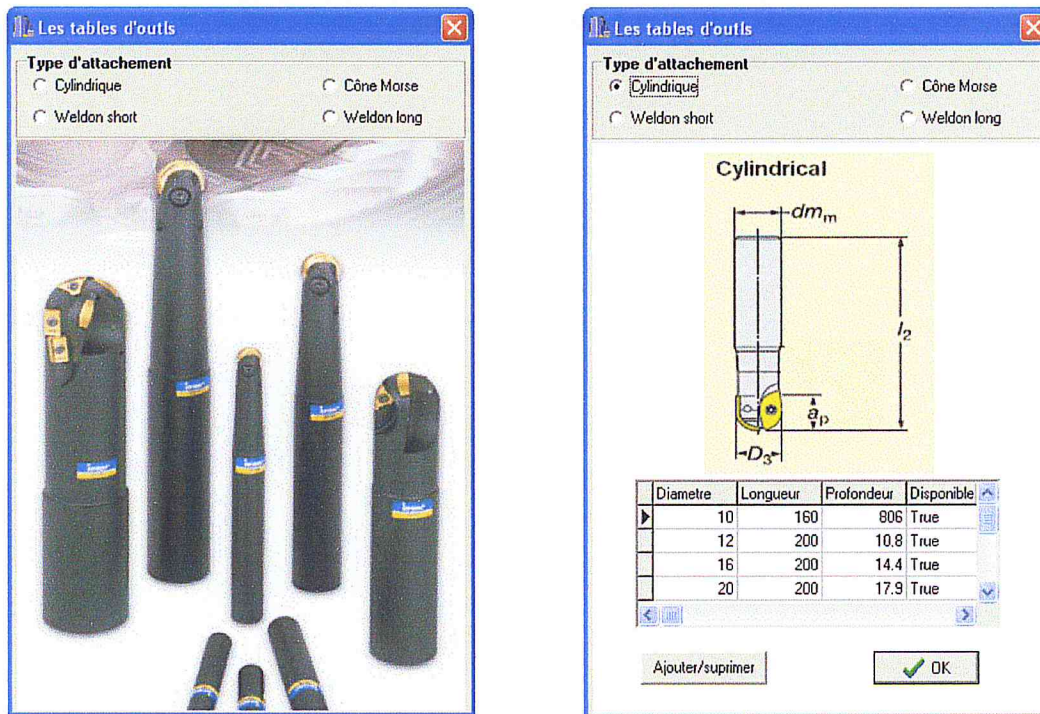 Les tables d'outls
Type d'attachement
Cylindrique Cône Morse
Weldon short Weldon long
Les tables d'outls
Type d'attachement
Cylindrique Cône Morse
Weldon short Weldon long
Cylindrical
dmm
l2
ap
D3
Diametre Longueur Profondeur Disponible
10 160 806 True
12 200 10.8 True
16 200 14.4 True
20 200 17.9 True
Ajouter/suprimer OK